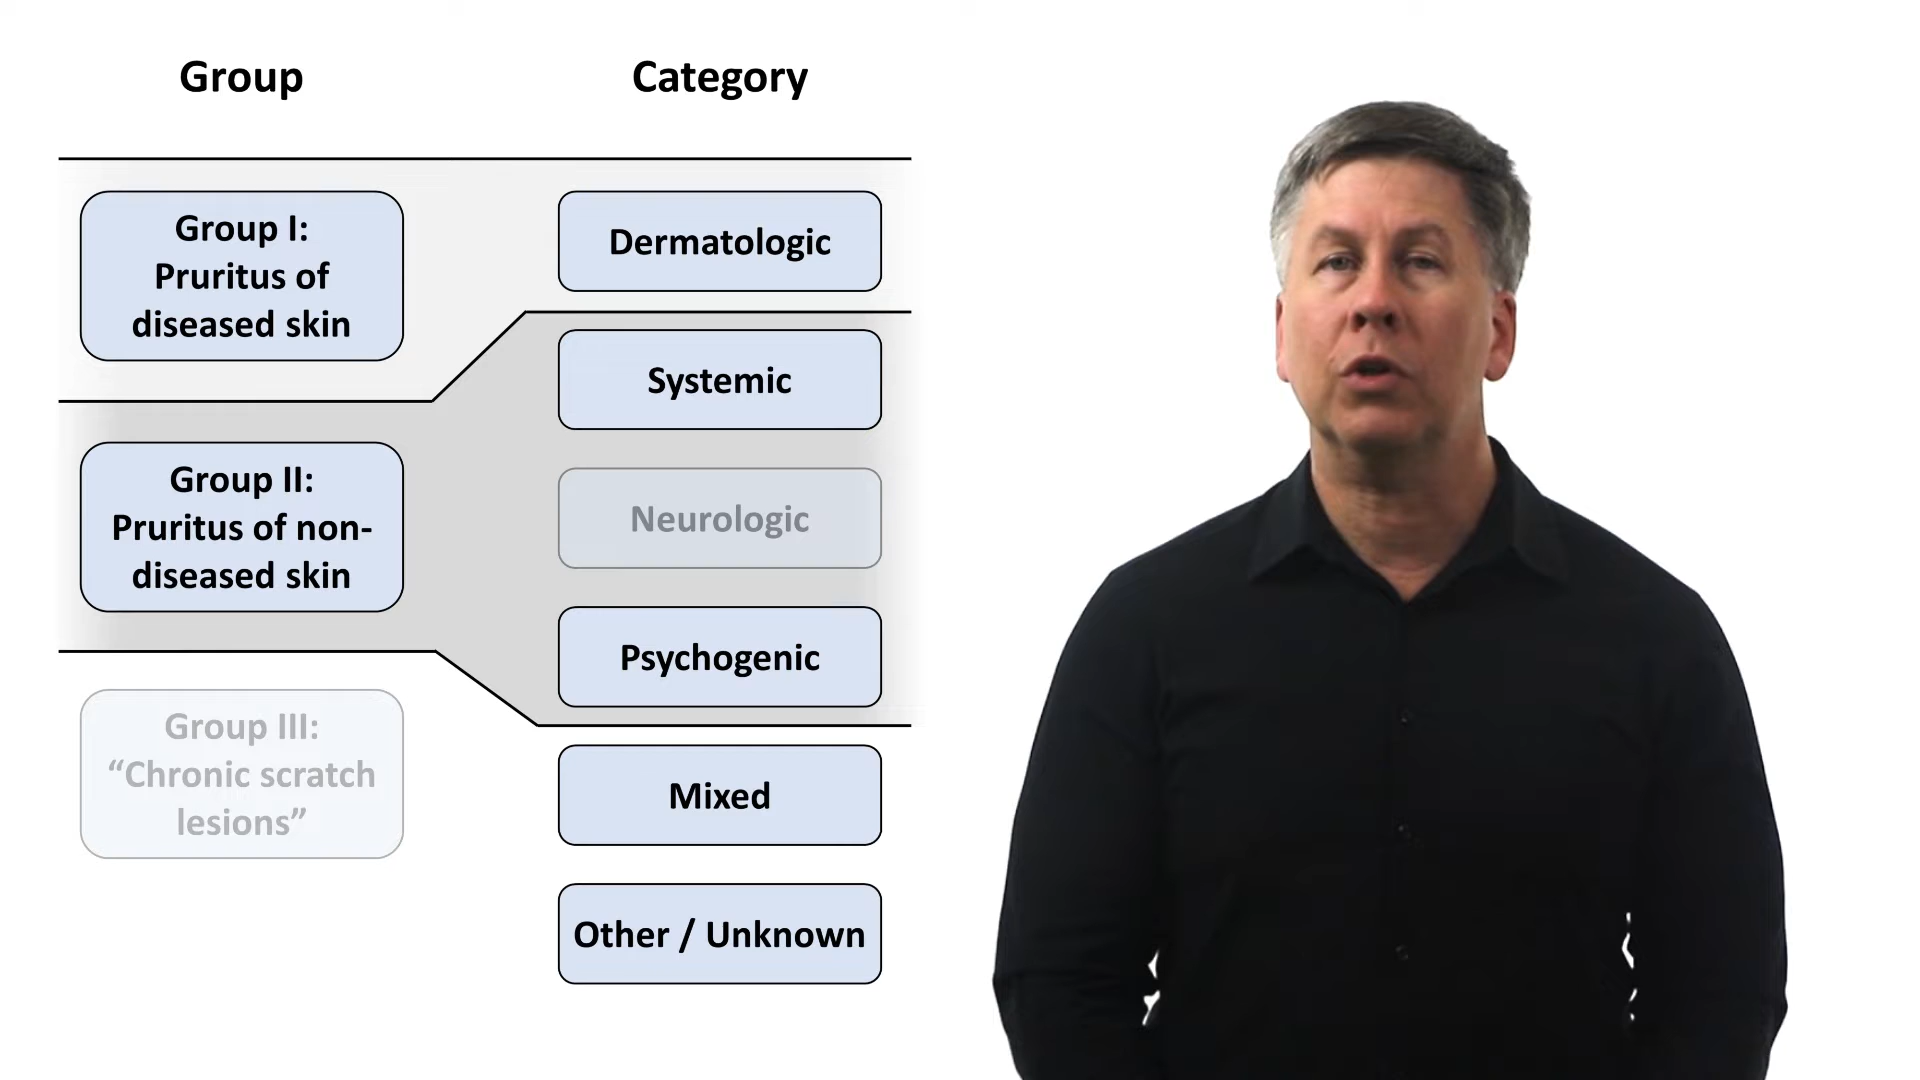 Group
Category
Group I:
Pruritus of
diseased skin
Group II:
Pruritus of non-
diseased skin
Group III:
“Chronic scratch
lesions”
Dermatologic
Systemic
Neurologic
Psychogenic
Mixed
Other / Unknown